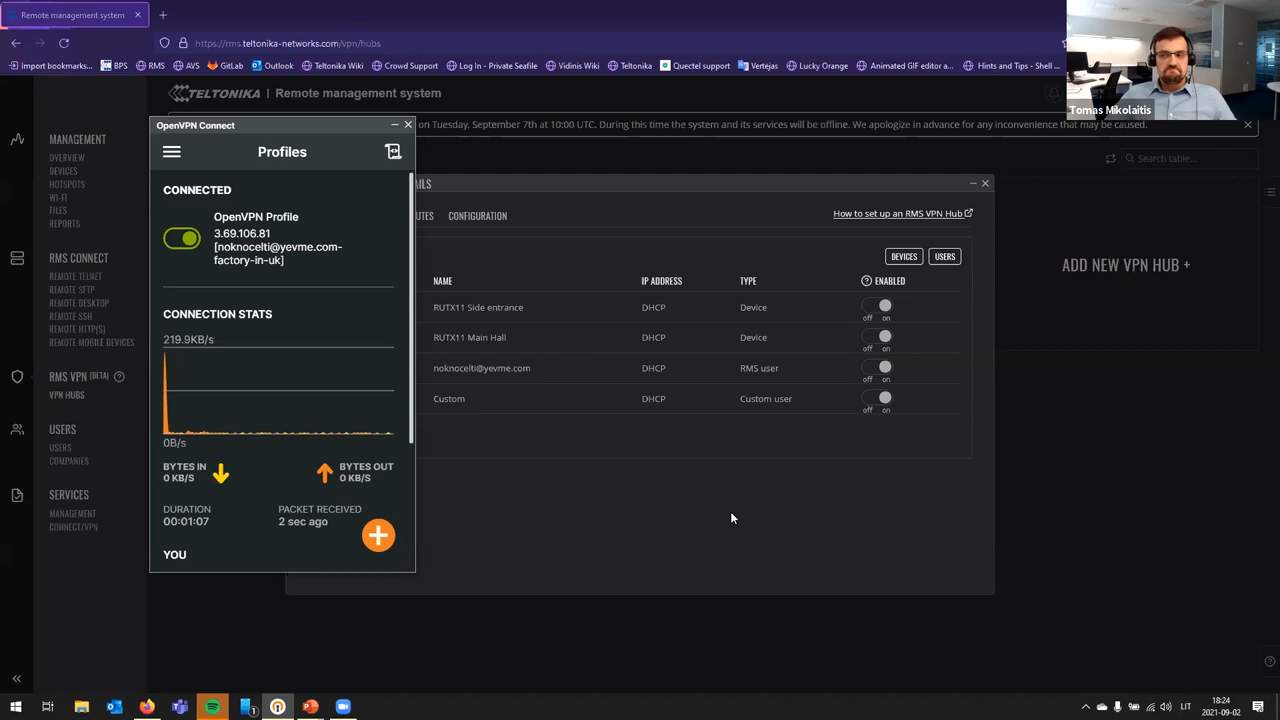 Remote management system
https://rms.teltonika-networks.com/vpn/hubs
Import bookmarks...
BPS
RMS
AVS
GitLab
Outlook
Teltonika Wiki
Crowd Support
Log in - Private Seafile
Vidinis Wiki
Teltonika
Quectel support
Vertėjas
Lucky Orange
Animated GIF editor a...
Hints and Tips - Shell ...
Tomas Mikolaitis
TELTONIKA
Remote management system
on Tuesday, September 7th at 10:00 UTC. During this time the system and its services will be offline. We apologize in advance for any inconvenience that may be caused.
Search table...
MANAGEMENT
OVERVIEW
DEVICES
HOTSPOTS
WI-FI
FILES
REPORTS
RMS CONNECT
REMOTE TELNET
REMOTE SFTP
REMOTE DESKTOP
REMOTE SSH
REMOTE HTTP(S)
REMOTE MOBILE DEVICES
RMS VPN (BETA)
VPN HUBS
USERS
USERS
COMPANIES
SERVICES
MANAGEMENT
CONNECT/VPN
OpenVPN Connect
Profiles
CONNECTED
OpenVPN Profile
3.69.106.81
[noknocelti@yevme.com-
factory-in-uk]
CONNECTION STATS
219.9KB/s
0B/s
BYTES IN
0 KB/S
BYTES OUT
0 KB/S
DURATION
00:01:07
PACKET RECEIVED
2 sec ago
YOU
AILS
UTES
CONFIGURATION
How to set up an RMS VPN Hub
DEVICES
USERS
NAME
IP ADDRESS
TYPE
ENABLED
RUTX11 Side entrance
DHCP
Device
off on
RUTX11 Main Hall
DHCP
Device
off on
noknocelti@yevme.com
DHCP
RMS user
off on
Custom
DHCP
Custom user
off on
ADD NEW VPN HUB +
LIT
18:24
2021-09-02